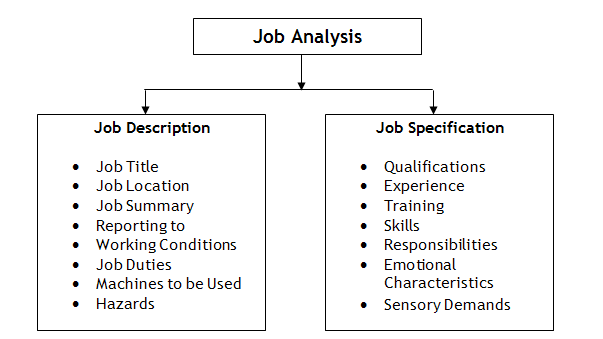 Job Analysis
Job Description
• Job Title
• Job Location
• Job Summary
• Reporting to
• Working Conditions
• Job Duties
• Machines to be Used
• Hazards
Job Specification
• Qualifications
• Experience
• Training
• Skills
• Responsibilities
• Emotional
Characteristics
• Sensory Demands